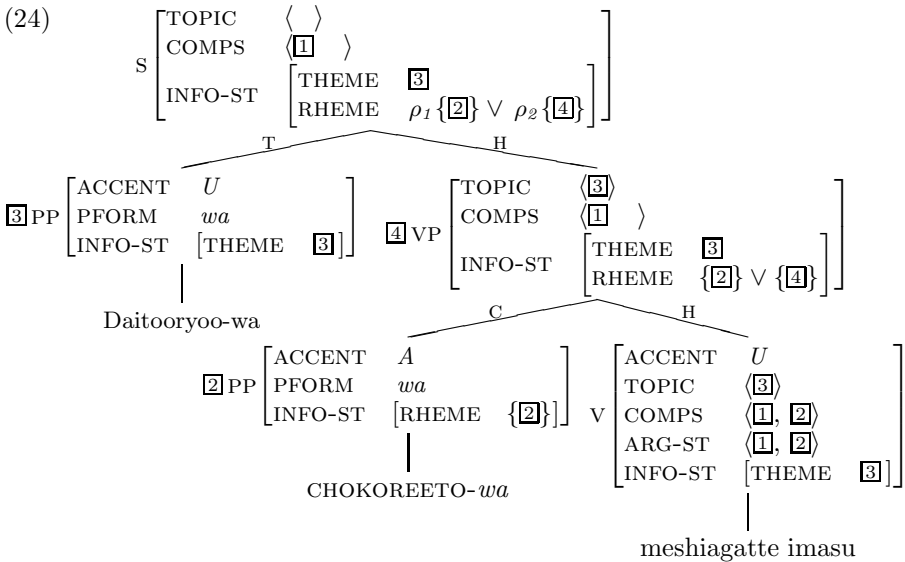 (24)
S [TOPIC ⟨ ⟩
COMPS ⟨[1] ⟩
INFO-ST [THEME [3]
RHEME ρ1{[2]} ∨ ρ2{[4]}]]
T H
[3] PP [ACCENT U
PFORM wa
INFO-ST [THEME [3]]]
[4] VP [TOPIC ⟨[3]⟩
COMPS ⟨[1] ⟩
INFO-ST [THEME [3]
RHEME {[2]} ∨ {[4]}]]
Daitooryoo-wa
C H
[2] PP [ACCENT A
PFORM wa
INFO-ST [RHEME {[2]}]]
V [ACCENT U
TOPIC ⟨[3]⟩
COMPS ⟨[1], [2]⟩
ARG-ST ⟨[1], [2]⟩
INFO-ST [THEME [3]]]
CHOKOREETO-wa
meshiagatte imasu